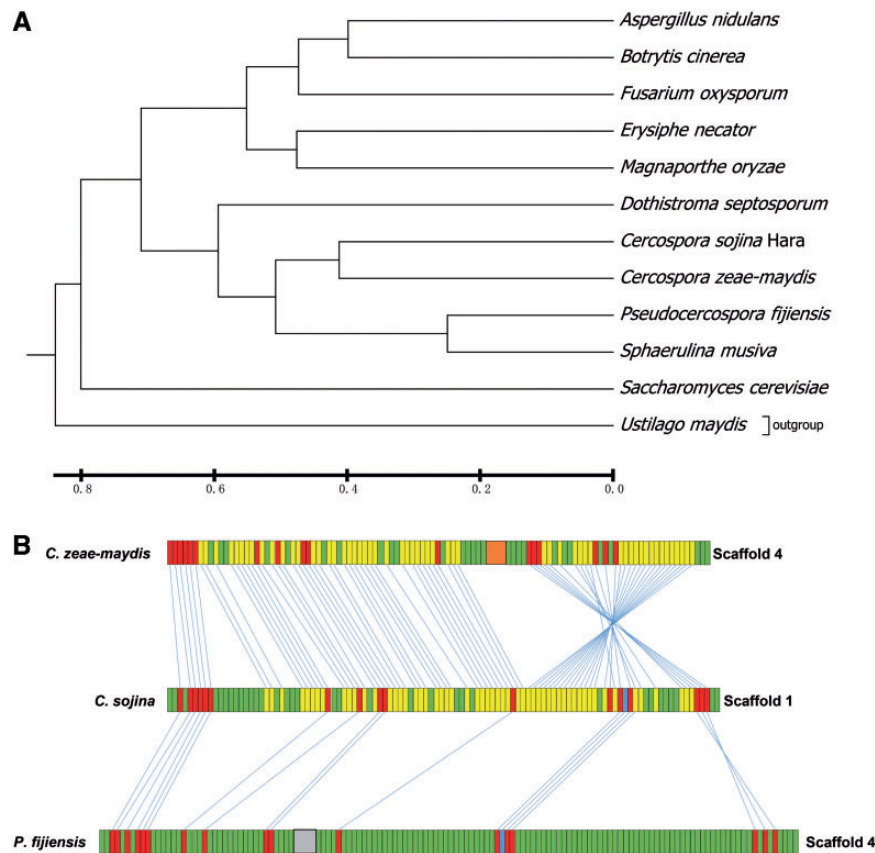 A
Aspergillus nidulans
Botrytis cinerea
Fusarium oxysporum
Erysiphe necator
Magnaporthe oryzae
Dothistroma septosporum
Cercospora sojina Hara
Cercospora zeae-maydis
Pseudocercospora fijiensis
Sphaerulina musiva
Saccharomyces cerevisiae
Ustilago maydis outgroup
0.8 0.6 0.4 0.2 0.0
B
C. zeae-maydis Scaffold 4
C. sojina Scaffold 1
P. fijiensis Scaffold 4